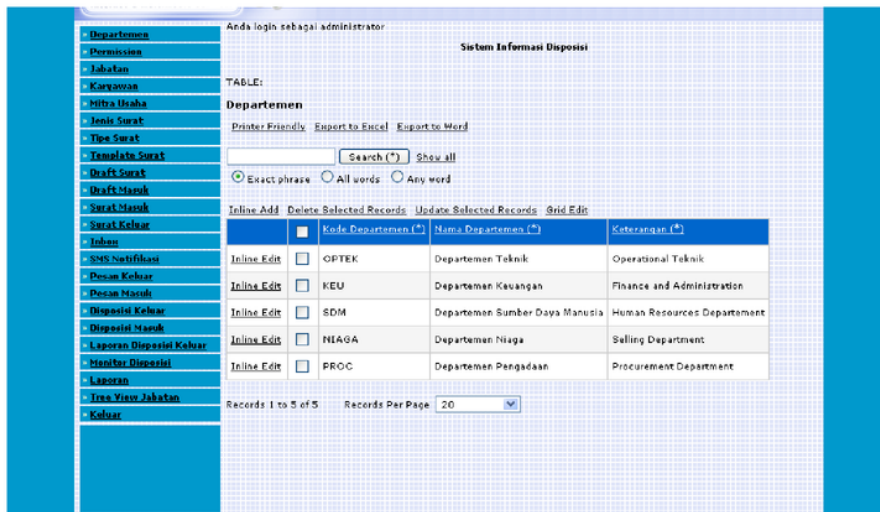 Anda login sebagai administrator
Sistem Informasi Disposisi
Departemen
Permission
Jabatan
Karyawan
Mitra Usaha
Jenis Surat
Tipe Surat
Template Surat
Draft Surat
Draft Masuk
Surat Masuk
Surat Keluar
Inbox
SMS Notifikasi
Pesan Keluar
Pesan Masuk
Disposisi Keluar
Disposisi Masuk
Laporan Disposisi Keluar
Monitor Disposisi
Laporan
Tree View Jabatan
Keluar
TABLE:
Departemen
Printer Friendly Export to Excel Export to Word
Search (*) Show all
Exact phrase All words Any word
Inline Add Delete Selected Records Update Selected Records Grid Edit
Kode Departemen (*) Nama Departemen (*) Keterangan (*)
Inline Edit OPTEK Departemen Teknik Operational Teknik
Inline Edit KEU Departemen Keuangan Finance and Administration
Inline Edit SDM Departemen Sumber Daya Manusia Human Resources Departement
Inline Edit NIAGA Departemen Niaga Selling Department
Inline Edit PROC Departemen Pengadaan Procurement Department
Records 1 to 5 of 5 Records Per Page 20